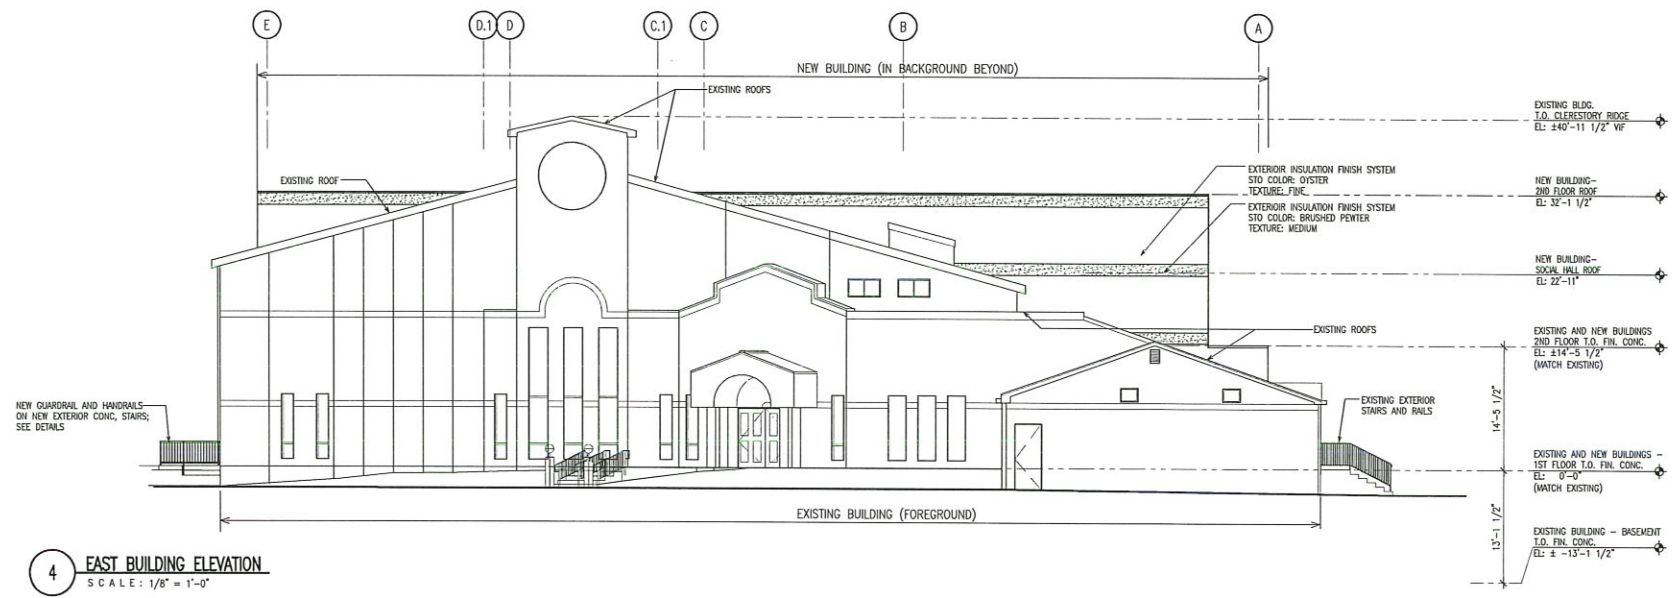 E
D.1
D
C.1
C
B
A
NEW BUILDING (IN BACKGROUND BEYOND)
EXISTING ROOFS
EXISTING BLDG.
T.O. CLERESTORY RIDGE
EL: ±40'-11 1/2" VIF
EXISTING ROOF
EXTERIOIR INSULATION FINISH SYSTEM
STO COLOR: OYSTER
TEXTURE: FINE
NEW BUILDING-
2ND FLOOR ROOF
EL: 32'-1 1/2"
EXTERIOIR INSULATION FINISH SYSTEM
STO COLOR: BRUSHED PEWTER
TEXTURE: MEDIUM
NEW BUILDING-
SOCIAL HALL ROOF
EL: 22'-11"
EXISTING ROOFS
EXISTING AND NEW BUILDINGS
2ND FLOOR T.O. FIN. CONC.
EL: ±14'-5 1/2"
(MATCH EXISTING)
NEW GUARDRAIL AND HANDRAILS
ON NEW EXTERIOR CONC, STAIRS;
SEE DETAILS
EXISTING EXTERIOR
STAIRS AND RAILS
14'-5 1/2"
EXISTING AND NEW BUILDINGS -
1ST FLOOR T.O. FIN. CONC.
EL: 0'-0"
(MATCH EXISTING)
EXISTING BUILDING (FOREGROUND)
13'-1 1/2"
EXISTING BUILDING - BASEMENT
T.O. FIN. CONC.
EL: ± -13'-1 1/2"
4
EAST BUILDING ELEVATION
SCALE: 1/8" = 1'-0"